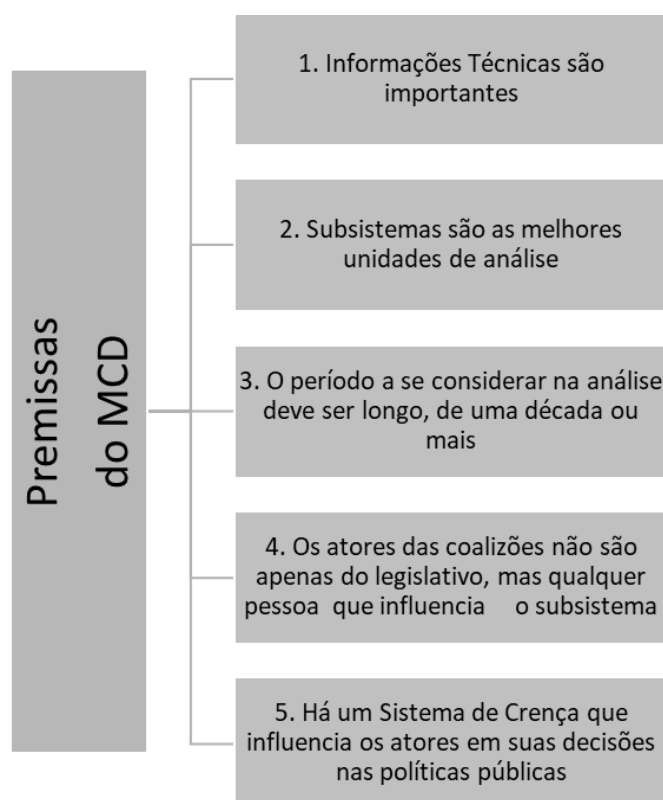 Premissas
do MCD
1. Informações Técnicas são
importantes
2. Subsistemas são as melhores
unidades de análise
3. O período a se considerar na análise
deve ser longo, de uma década ou
mais
4. Os atores das coalizões não são
apenas do legislativo, mas qualquer
pessoa que influencia o subsistema
5. Há um Sistema de Crença que
influencia os atores em suas decisões
nas políticas públicas